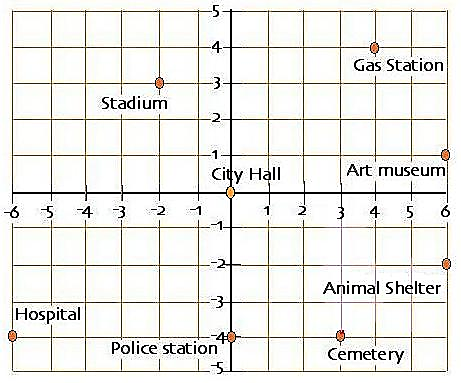 5
4
Gas Station
3
Stadium
2
1
City Hall
Art museum
-6 -5 -4 -3 -2 -1 1 2 3 4 5 6
-1
-2
Animal Shelter
-3
Hospital
-4
Police station
Cemetery
-5